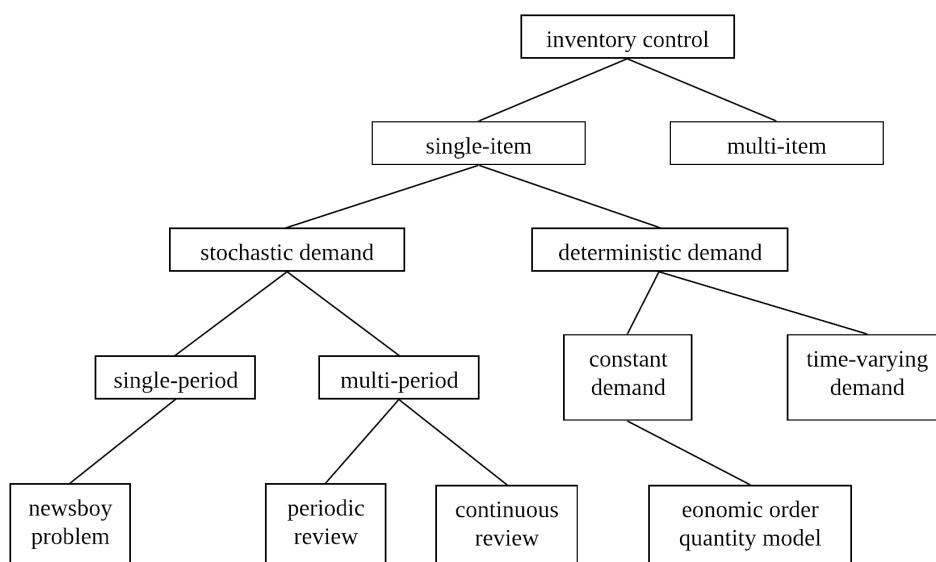 inventory control
single-item
multi-item
stochastic demand
deterministic demand
single-period
multi-period
constant
demand
time-varying
demand
newsboy
problem
periodic
review
continuous
review
eonomic order
quantity model